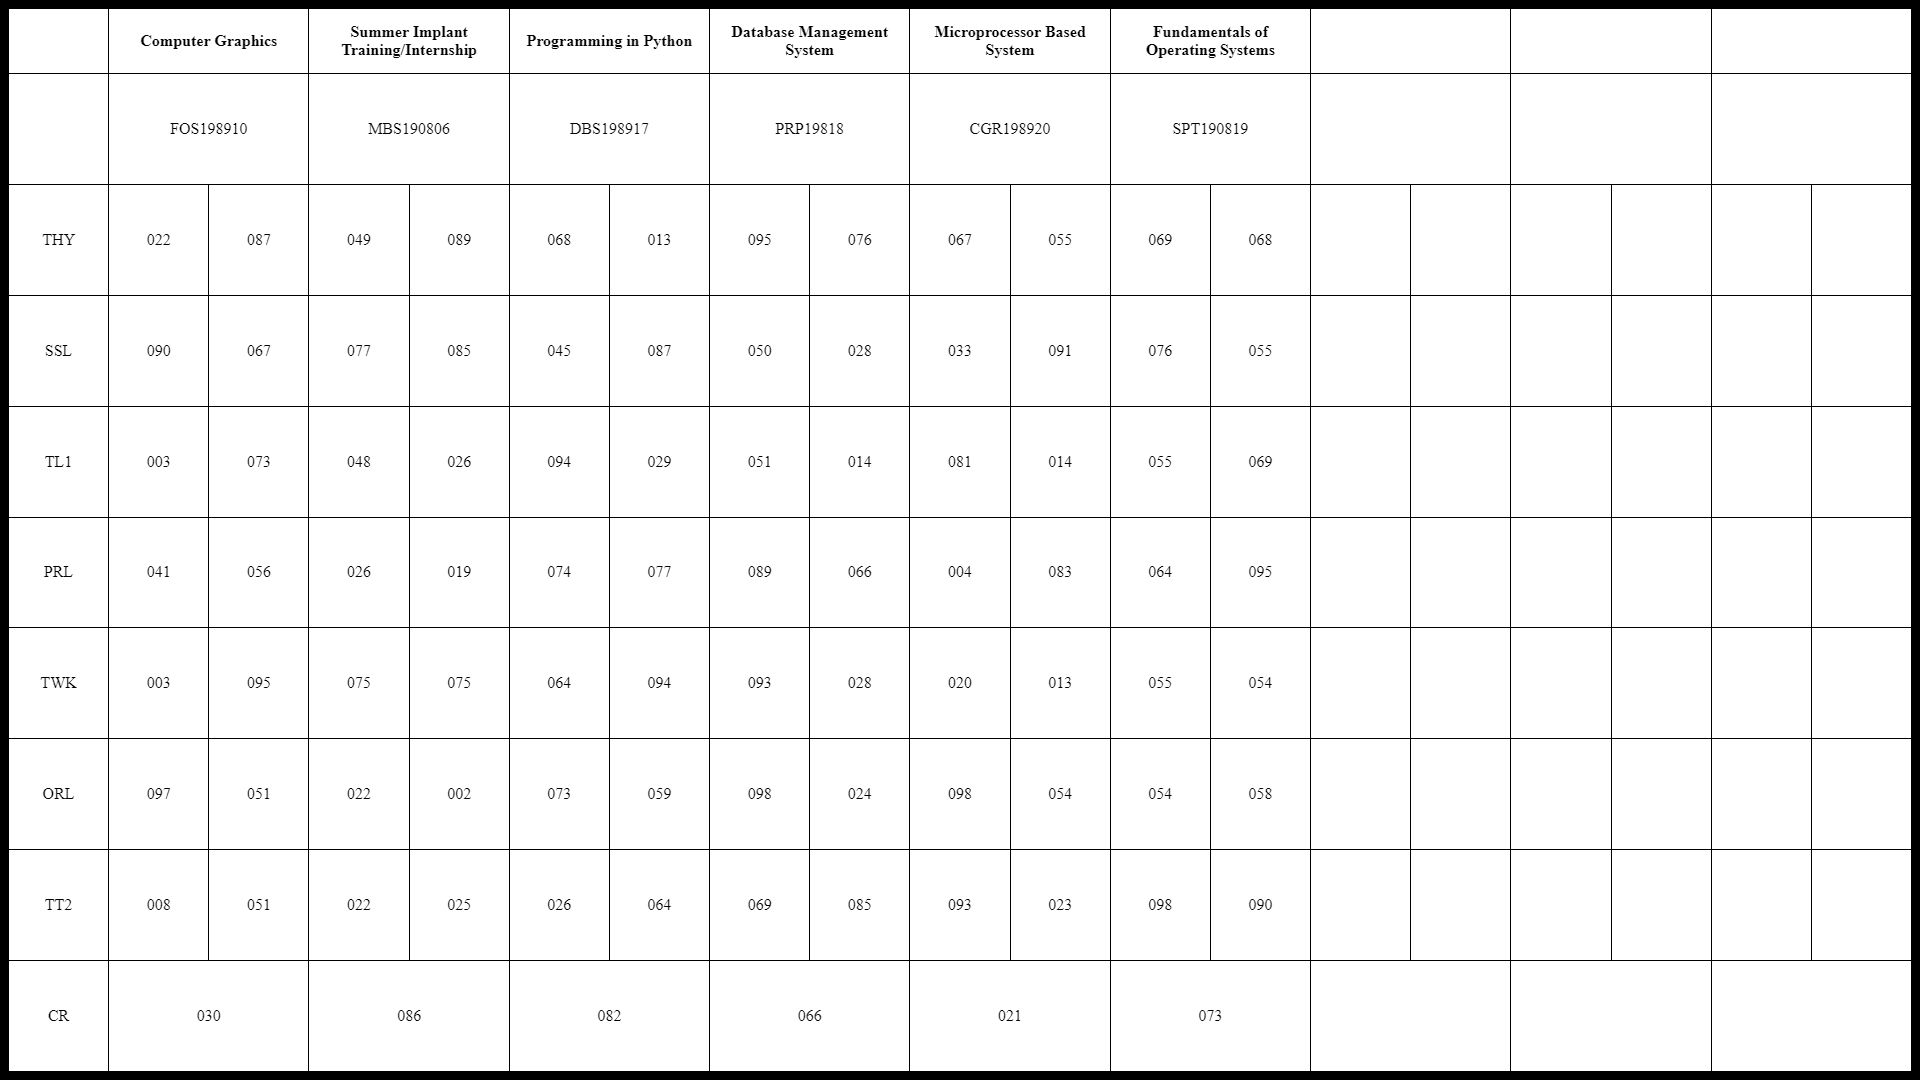 Computer Graphics Summer Implant Training/Internship Programming in Python Database Management System Microprocessor Based System Fundamentals of Operating Systems
FOS198910 MBS190806 DBS198917 PRP19818 CGR198920 SPT190819
THY 022 087 049 089 068 013 095 076 067 055 069 068
SSL 090 067 077 085 045 087 050 028 033 091 076 055
TL1 003 073 048 026 094 029 051 014 081 014 055 069
PRL 041 056 026 019 074 077 089 066 004 083 064 095
TWK 003 095 075 075 064 094 093 028 020 013 055 054
ORL 097 051 022 002 073 059 098 024 098 054 054 058
TT2 008 051 022 025 026 064 069 085 093 023 098 090
CR 030 086 082 066 021 073